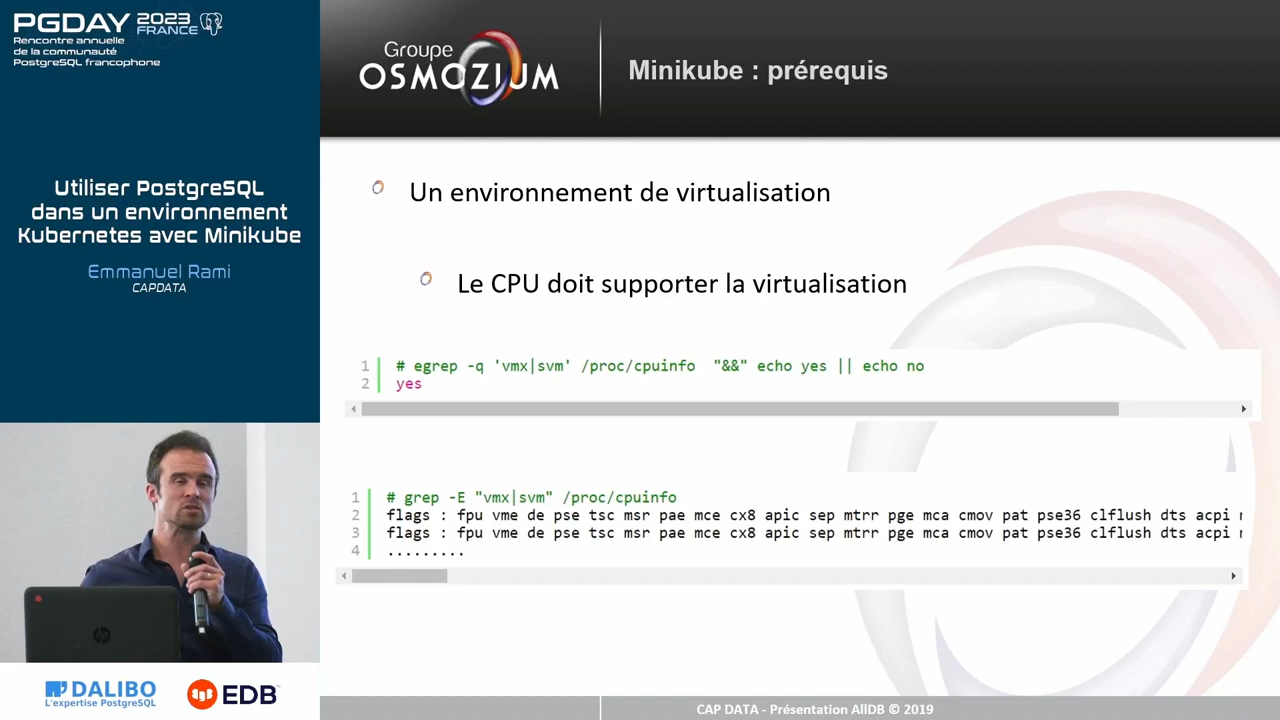 PGDAY 2023 FRANCE
Rencontre annuelle
de la communauté
PostgreSQL francophone
Utiliser PostgreSQL
dans un environnement
Kubernetes avec Minikube
Emmanuel Rami
CAPDATA
DALIBO
L'expertise PostgreSQL
EDB
Groupe
OSMOZIUM
Minikube : prérequis
Un environnement de virtualisation
Le CPU doit supporter la virtualisation
1 # egrep -q 'vmx|svm' /proc/cpuinfo "&&" echo yes || echo no
2 yes
1 # grep -E "vmx|svm" /proc/cpuinfo
2 flags : fpu vme de pse tsc msr pae mce cx8 apic sep mtrr pge mca cmov pat pse36 clflush dts acpi
3 flags : fpu vme de pse tsc msr pae mce cx8 apic sep mtrr pge mca cmov pat pse36 clflush dts acpi
4 .........
CAP DATA - Présentation AllDB © 2019